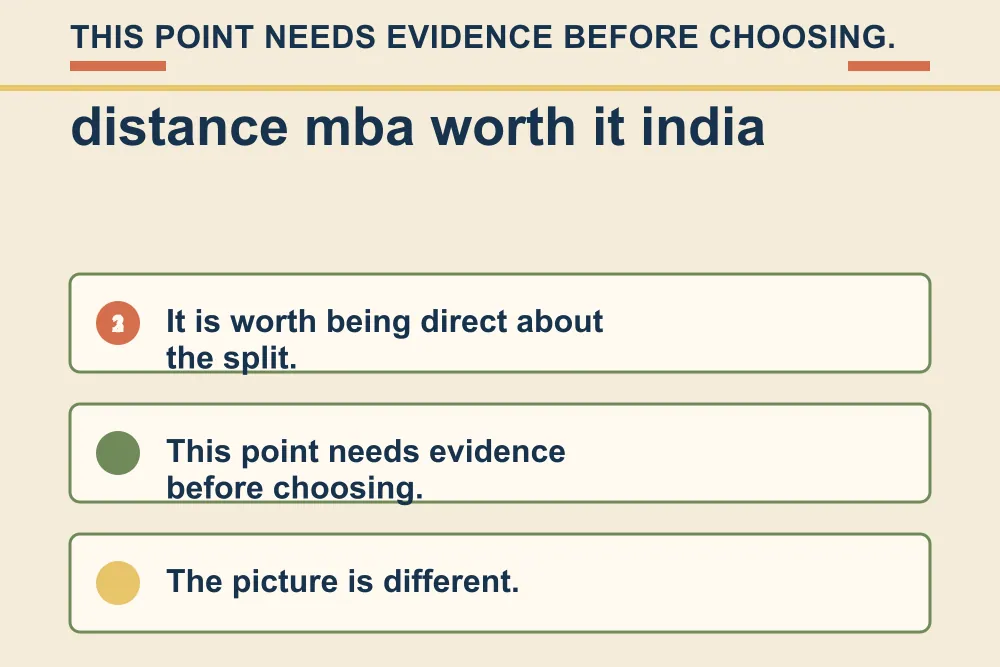 THIS POINT NEEDS EVIDENCE BEFORE CHOOSING.
distance mba worth it india
It is worth being direct about
the split.
This point needs evidence
before choosing.
The picture is different.